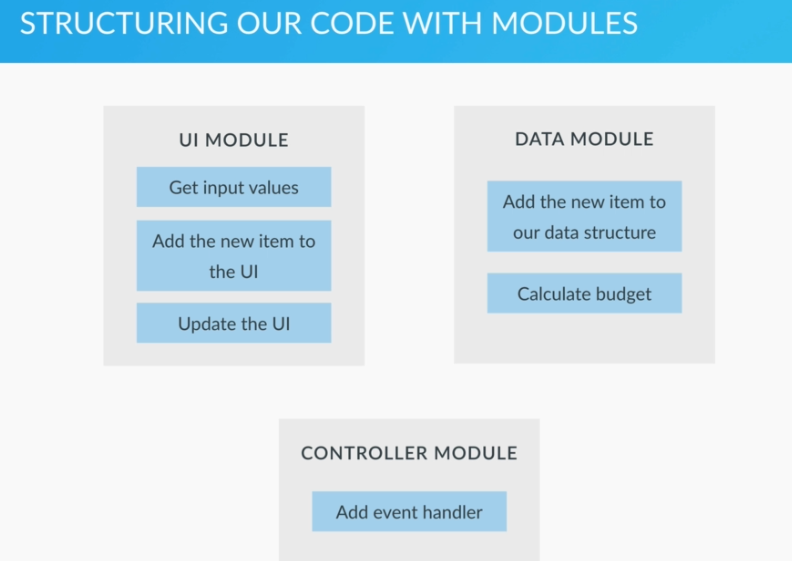 STRUCTURING OUR CODE WITH MODULES
UI MODULE
Get input values
Add the new item to
the UI
Update the UI
DATA MODULE
Add the new item to
our data structure
Calculate budget
CONTROLLER MODULE
Add event handler